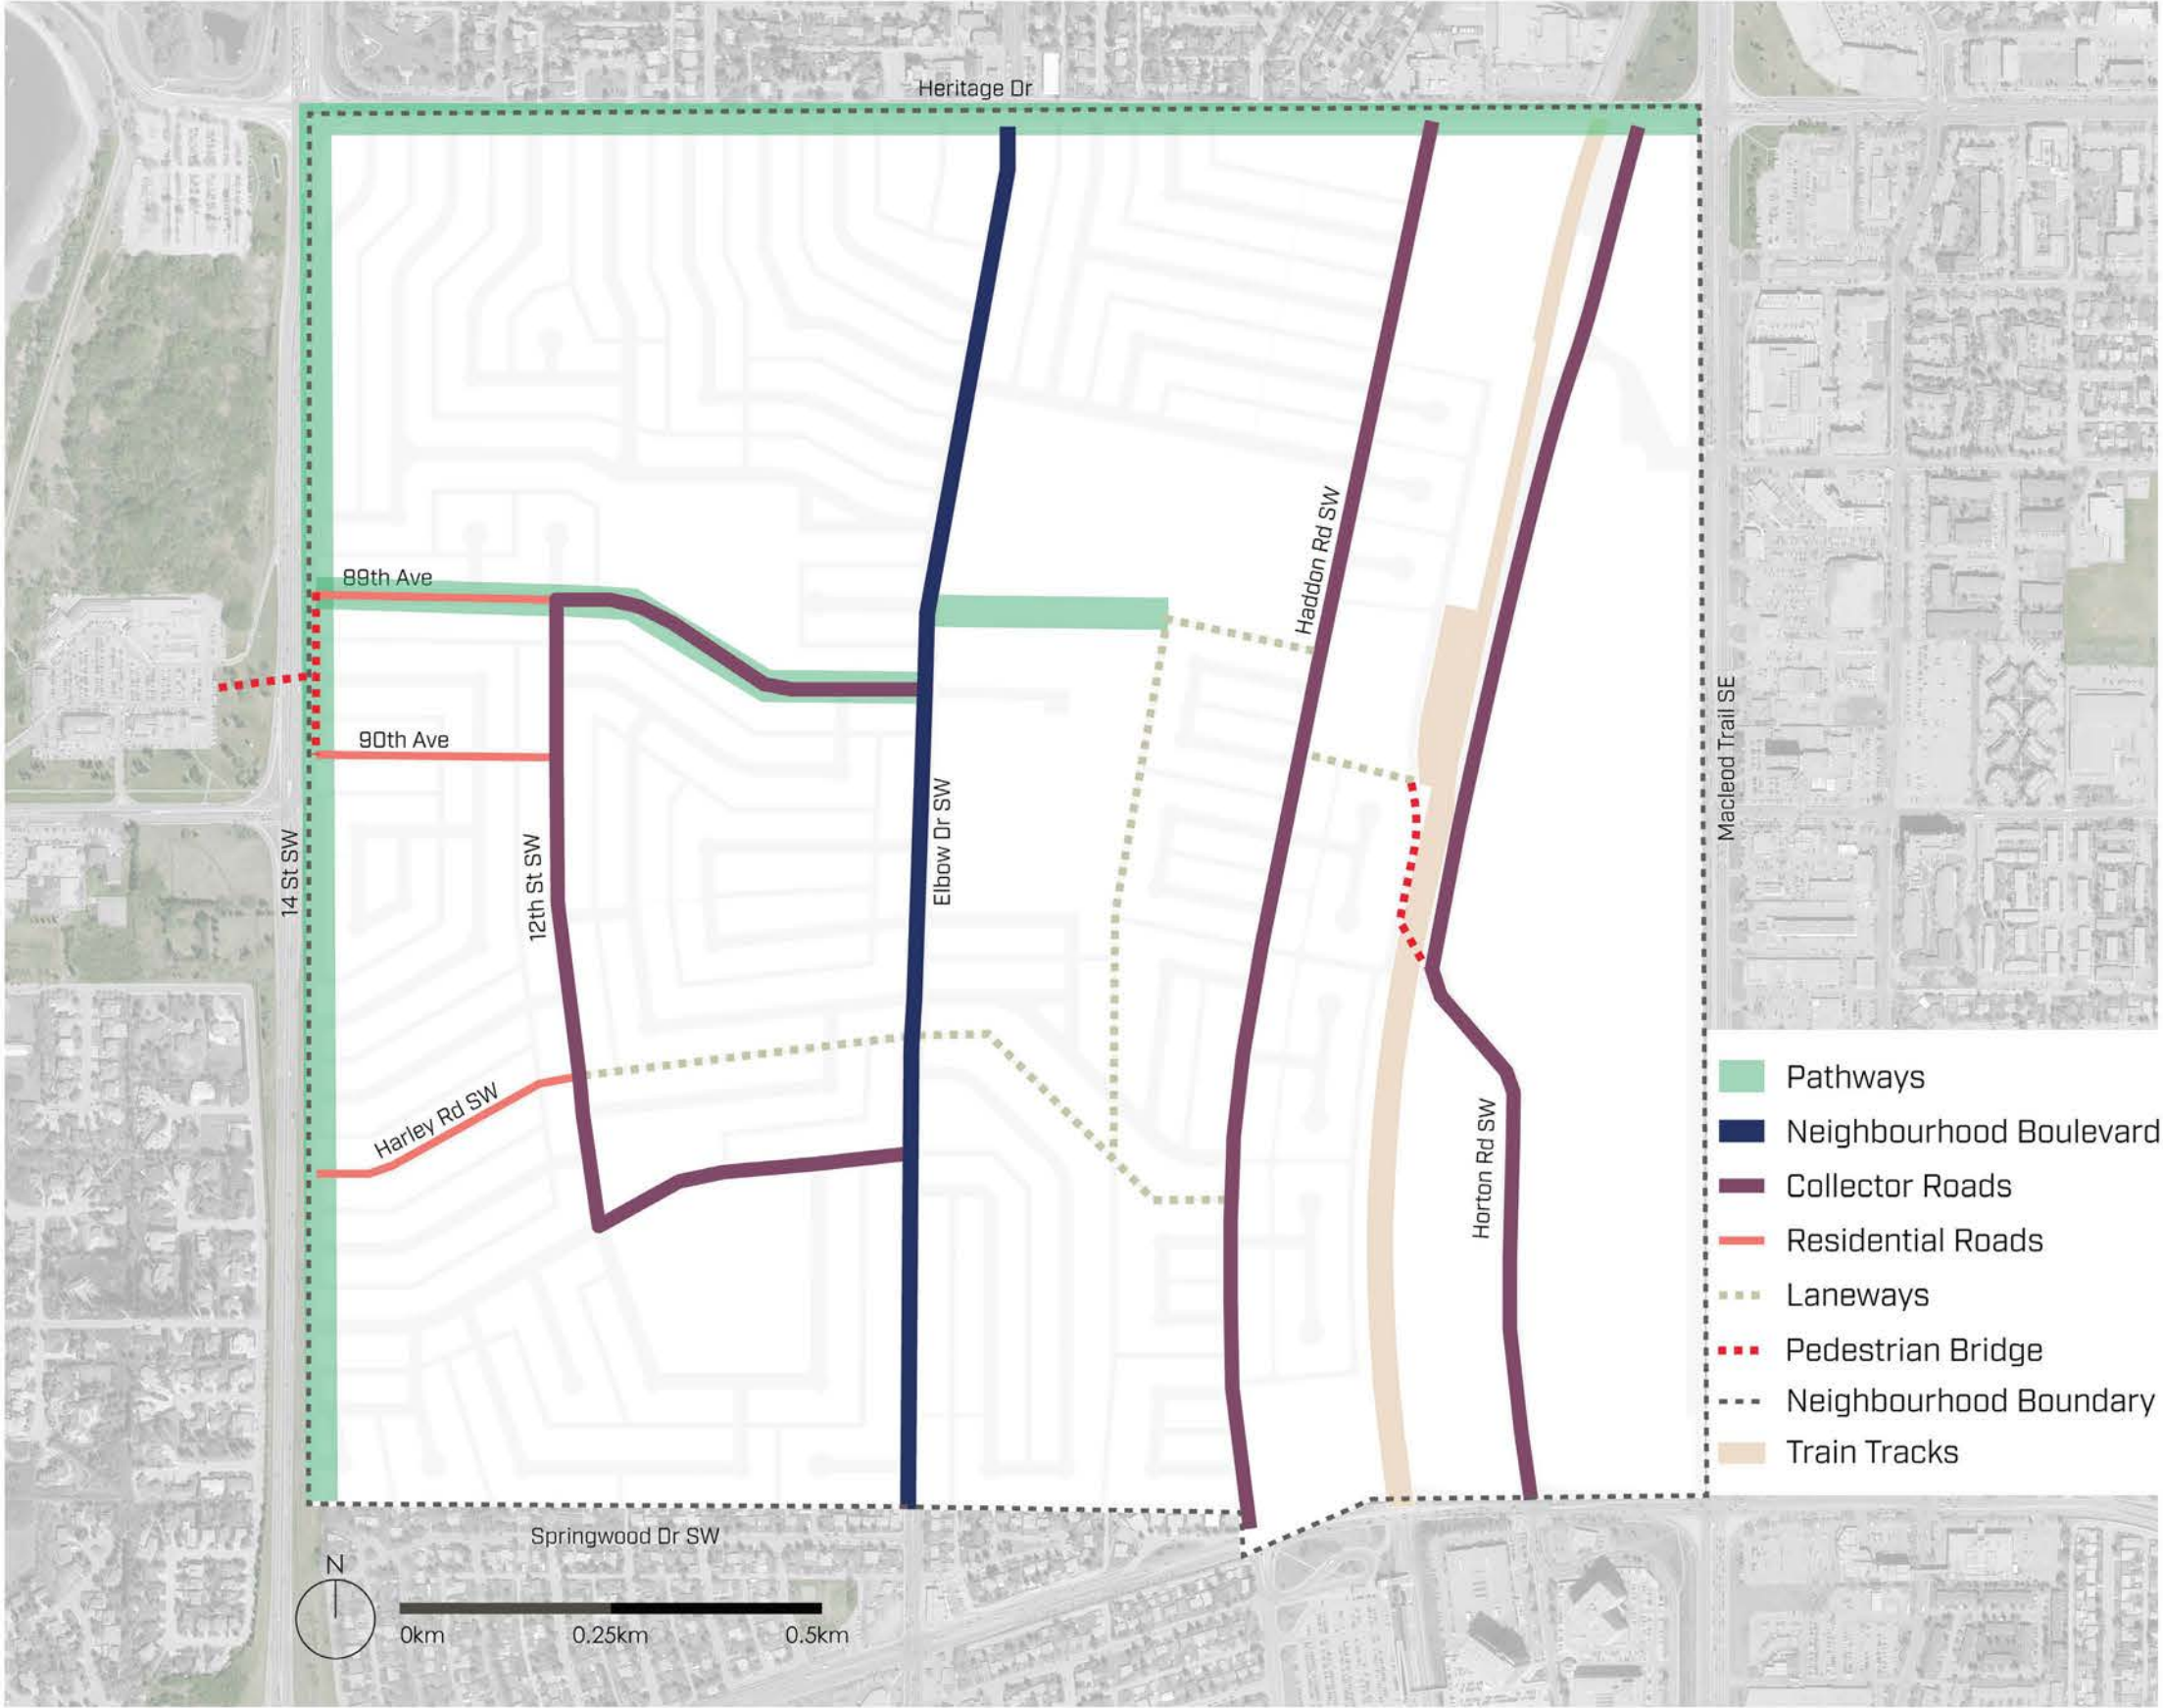 Heritage Dr
89th Ave
Haddon Rd SW
90th Ave
Macleod Trail SE
14 St SW
12th St SW
Elbow Dr SW
Harley Rd SW
Horton Rd SW
Pathways
Neighbourhood Boulevard
Collector Roads
Residential Roads
Laneways
Pedestrian Bridge
Neighbourhood Boundary
Train Tracks
Springwood Dr SW
N
0km 0.25km 0.5km